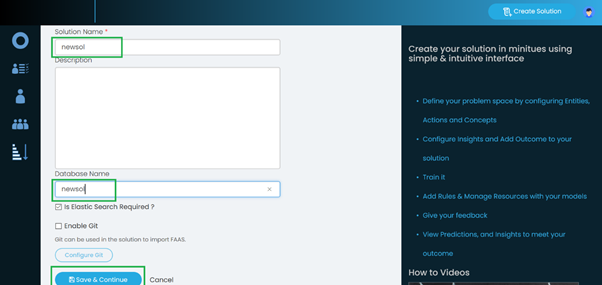 Create Solution
Solution Name *
newsol
Description
Database Name
newsol
Is Elastic Search Required ?
Enable Git
Git can be used in the solution to import FAAS.
Configure Git
Save & Continue
Cancel
Create your solution in minitues using
simple & intuitive interface
Define your problem space by configuring Entities,
Actions and Concepts
Configure Insights and Add Outcome to your
solution
Train It
Add Rules & Manage Resources with your models
Give your feedback
View Predictions, and Insights to meet your
outcome
How to Videos